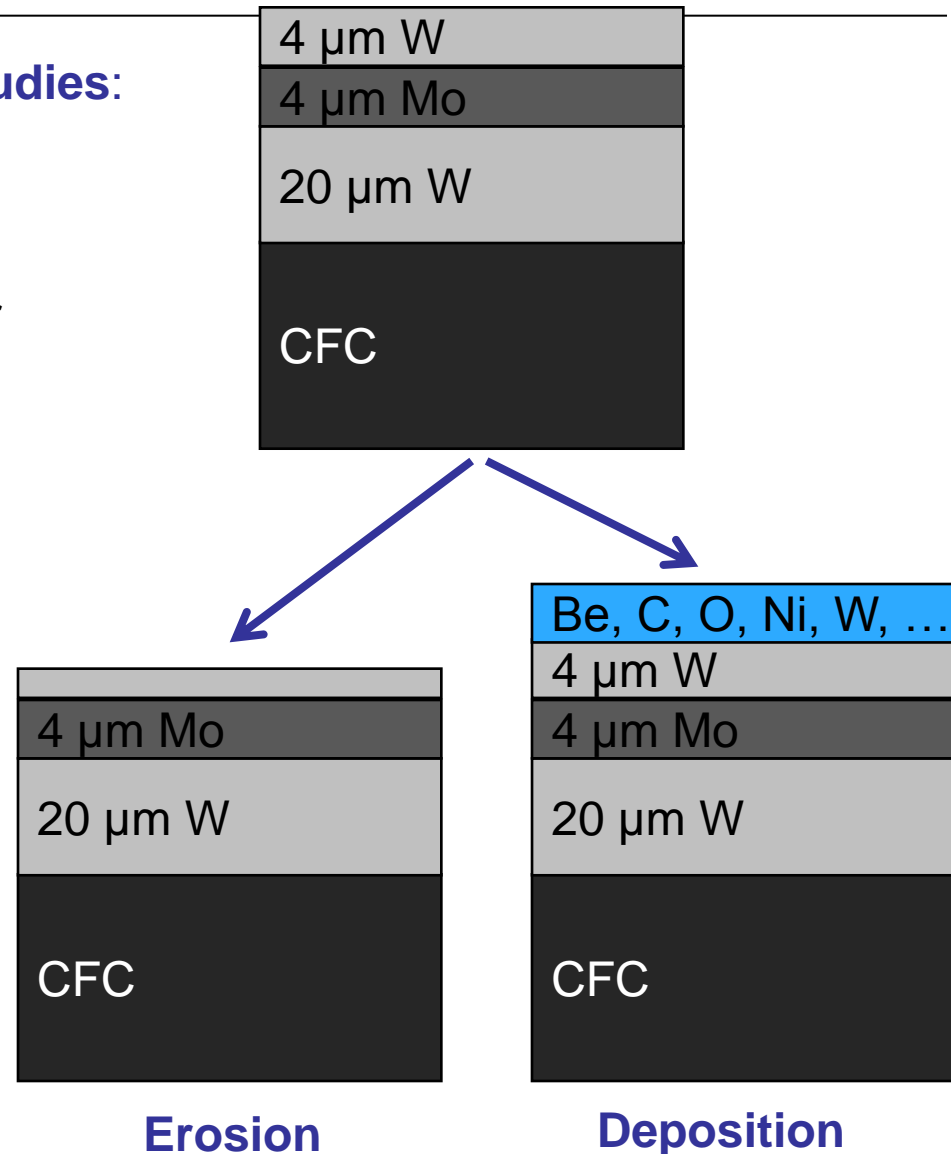 4 µm W
4 µm Mo
20 µm W
CFC
4 µm Mo
20 µm W
CFC
Erosion
Be, C, O, Ni, W, …
4 µm W
4 µm Mo
20 µm W
CFC
Deposition